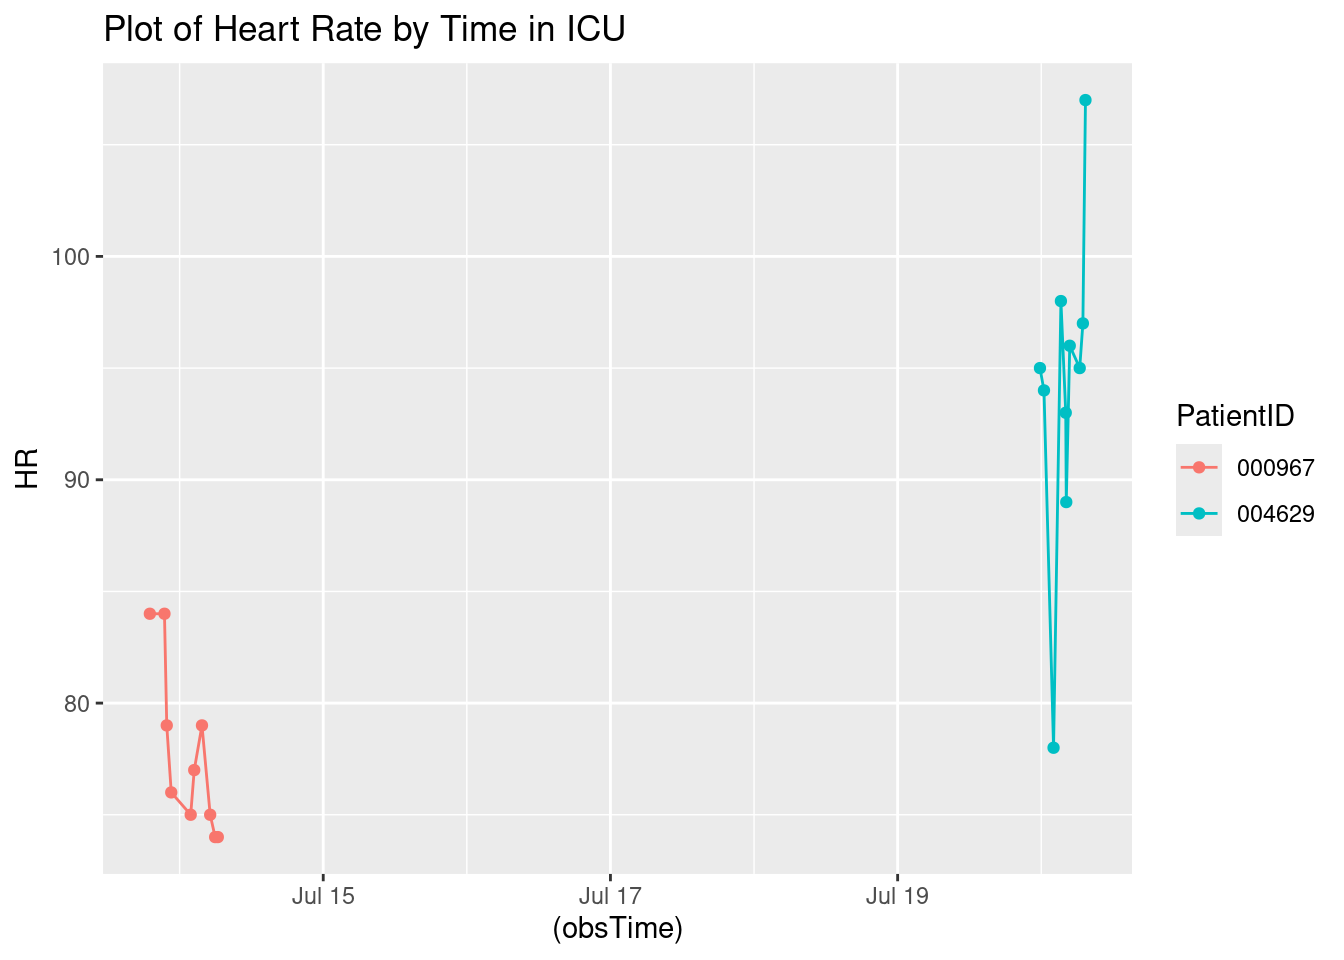 Plot of Heart Rate by Time in ICU
HR
100
90
80
Jul 15
Jul 17
Jul 19
(obsTime)
PatientID
000967
004629